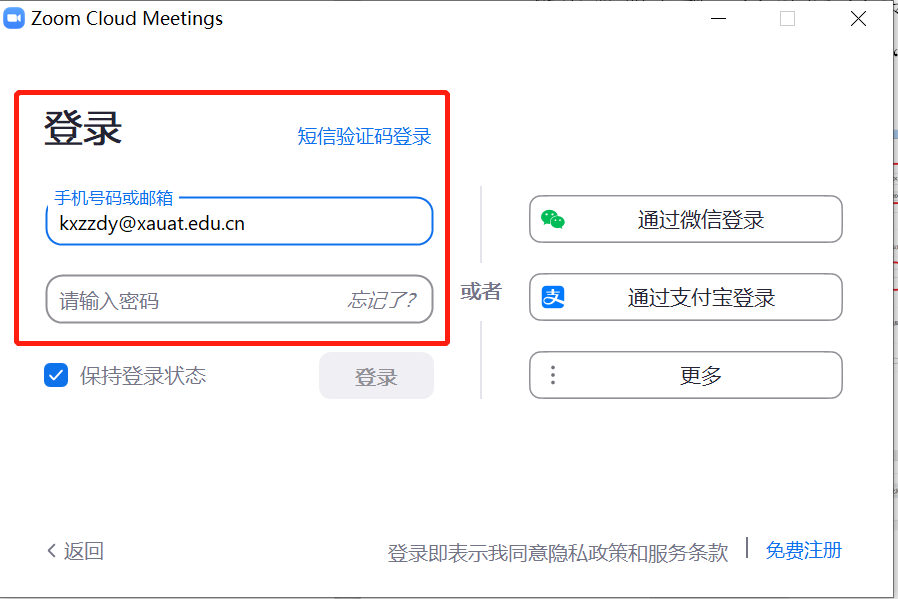 Zoom Cloud Meetings
登录
短信验证码登录
手机号码或邮箱
kxzzdy@xauat.edu.cn
请输入密码
忘记了?
保持登录状态
登录
或者
通过微信登录
支
通过支付宝登录
更多
返回
登录即表示我同意隐私政策和服务条款
免费注册